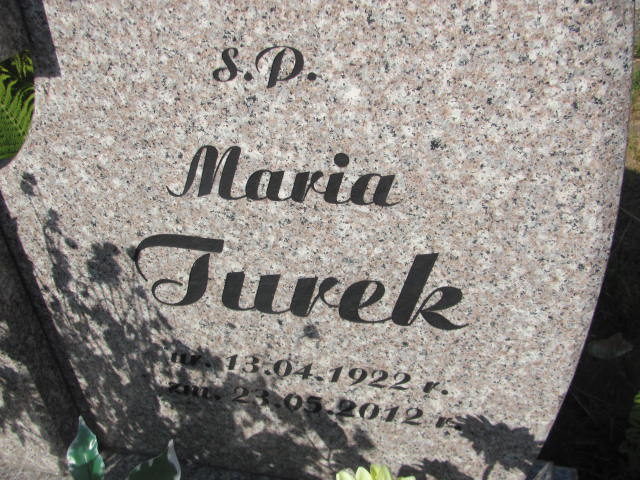 s.p.
Maria
Turek
ur. 13.04.1922 r.
zm. 23.05.2012 r.